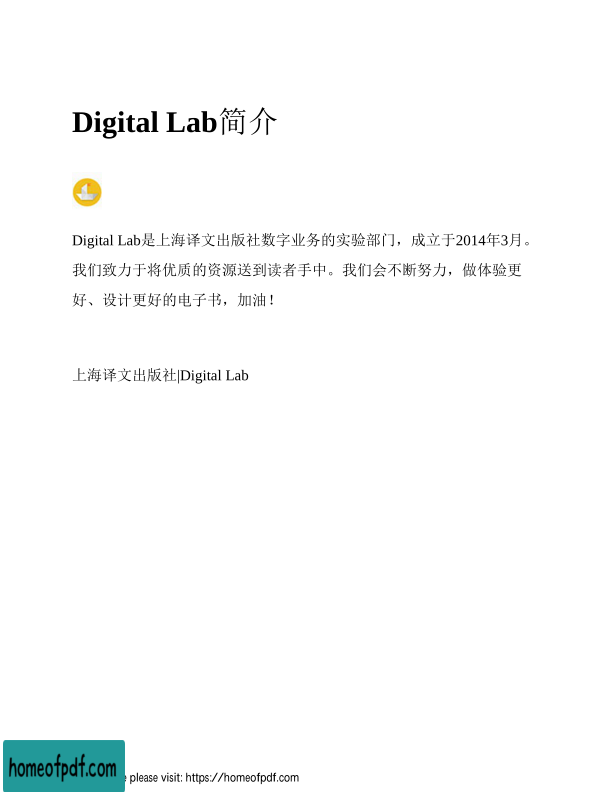 Digital Lab简介
Digital Lab是上海译文出版社数字业务的实验部门，成立于2014年3月。
我们致力于将优质的资源送到读者手中。我们会不断努力，做体验更
好、设计更好的电子书，加油！
上海译文出版社|Digital Lab
homeofpdf.com
please visit: https://homeofpdf.com